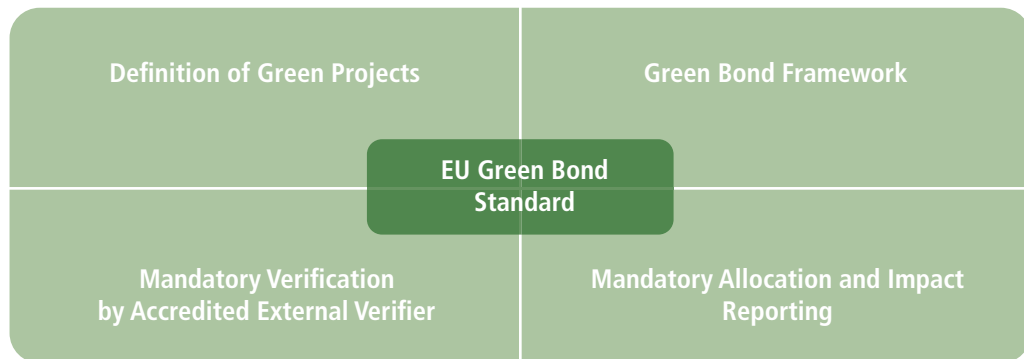 Definition of Green Projects
Green Bond Framework
EU Green Bond
Standard
Mandatory Verification
by Accredited External Verifier
Mandatory Allocation and Impact
Reporting